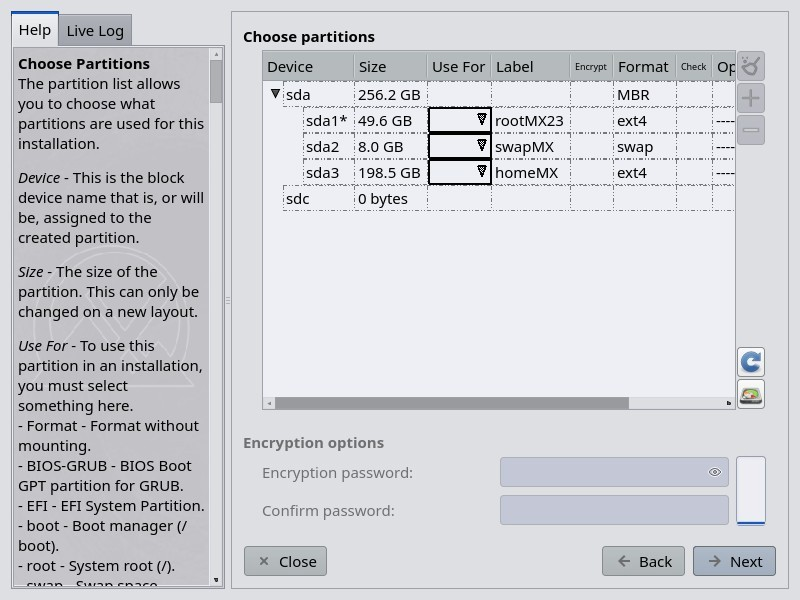 Help
Live Log
Choose Partitions
The partition list allows
you to choose what
partitions are used for this
installation.
Device - This is the block
device name that is, or will
be, assigned to the
created partition.
Size - The size of the
partition. This can only be
changed on a new layout.
Use For - To use this
partition in an installation,
you must select
something here.
- Format - Format without
mounting.
- BIOS-GRUB - BIOS Boot
GPT partition for GRUB.
- EFI - EFI System Partition.
- boot - Boot manager (/
boot).
- root - System root (/).
- swap - Swap space.
Choose partitions
Device Size Use For Label Encrypt Format Check Op
sda 256.2 GB MBR
sda1* 49.6 GB rootMX23 ext4 ----
sda2 8.0 GB swapMX swap ----
sda3 198.5 GB homeMX ext4 ----
sdc 0 bytes
Encryption options
Encryption password:
Confirm password:
Close
Back
Next